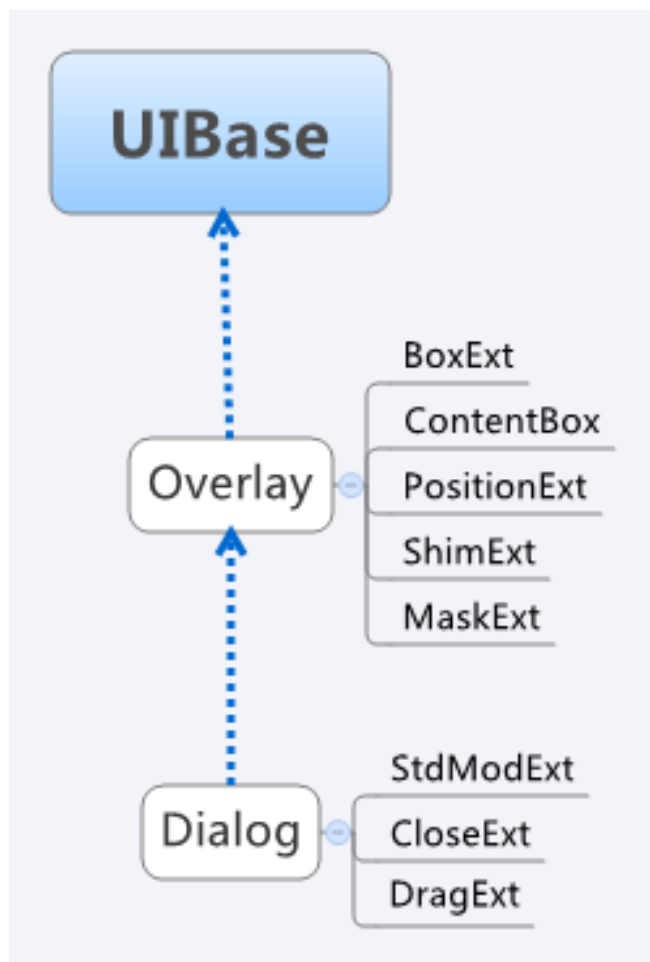 UIBase
BoxExt
ContentBox
Overlay
PositionExt
ShimExt
MaskExt
StdModExt
Dialog
CloseExt
DragExt